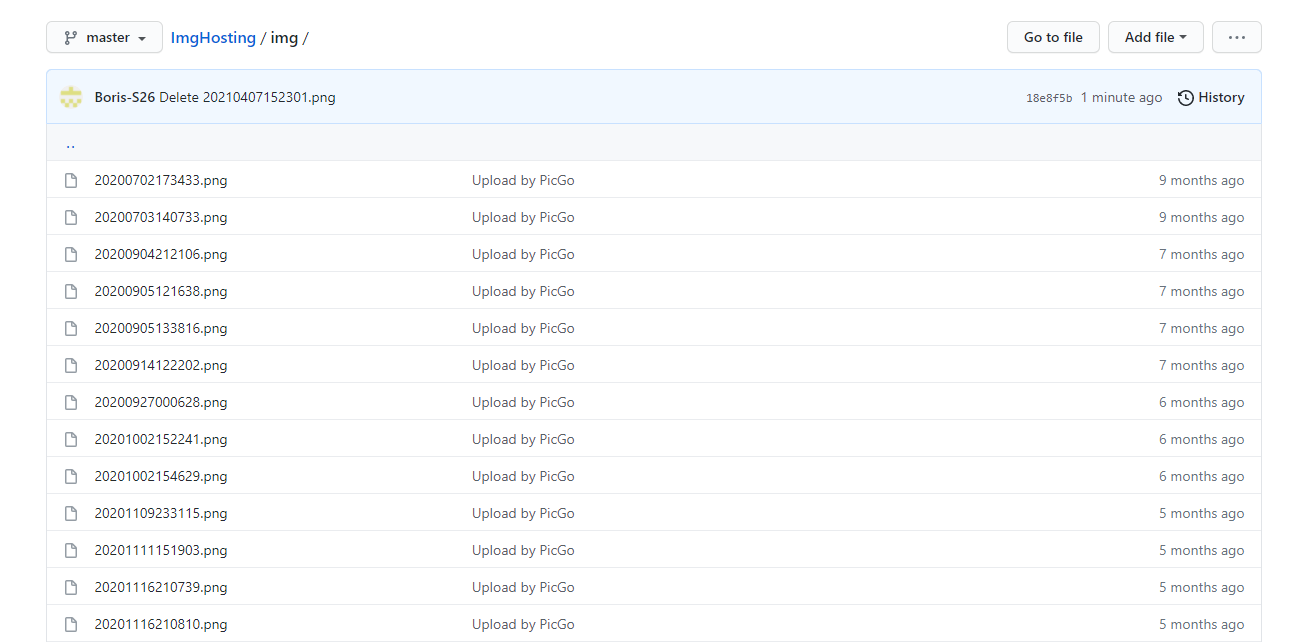 master ImgHosting / img / Go to file Add file ...
Boris-S26 Delete 20210407152301.png 18e8f5b 1 minute ago History
..
20200702173433.png Upload by PicGo 9 months ago
20200703140733.png Upload by PicGo 9 months ago
20200904212106.png Upload by PicGo 7 months ago
20200905121638.png Upload by PicGo 7 months ago
20200905133816.png Upload by PicGo 7 months ago
20200914122202.png Upload by PicGo 7 months ago
20200927000628.png Upload by PicGo 6 months ago
20201002152241.png Upload by PicGo 6 months ago
20201002154629.png Upload by PicGo 6 months ago
20201109233115.png Upload by PicGo 5 months ago
20201111151903.png Upload by PicGo 5 months ago
20201116210739.png Upload by PicGo 5 months ago
20201116210810.png Upload by PicGo 5 months ago